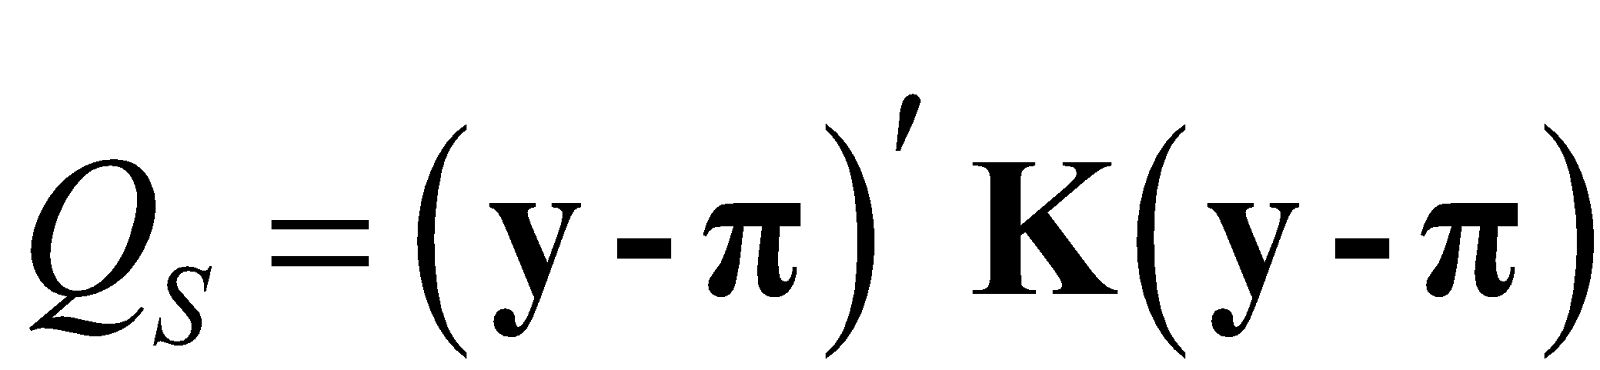 Q_S = (y - π)′ K(y - π)